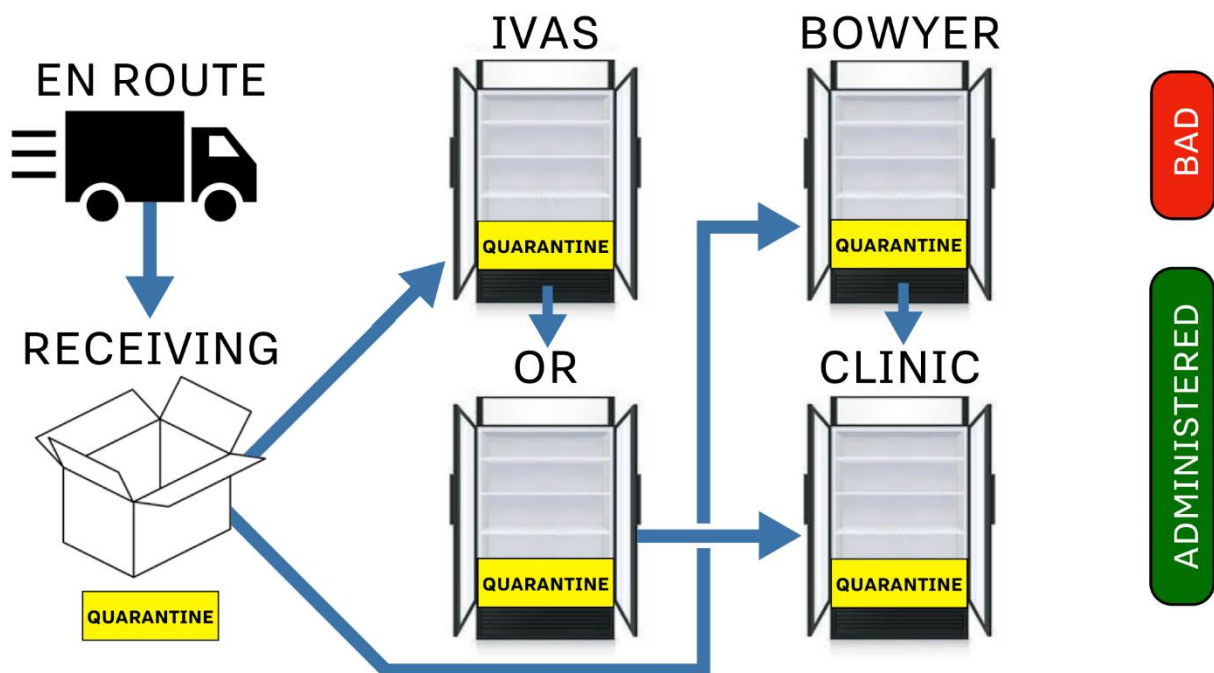 EN ROUTE
IVAS
BOWYER
BAD
QUARANTINE
QUARANTINE
RECEIVING
OR
CLINIC
ADMINISTERED
QUARANTINE
QUARANTINE
QUARANTINE